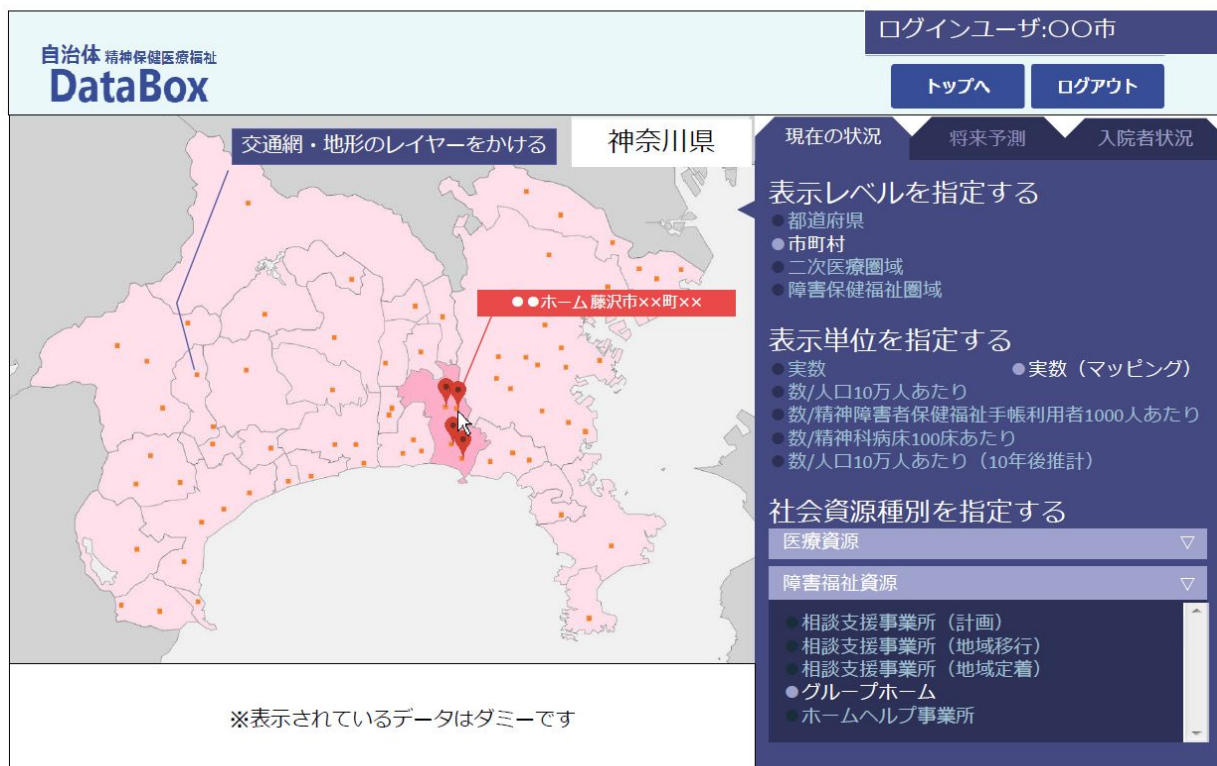 ログインユーザ:〇〇市
自治体 精神保健医療福祉
DataBox
トップへ
ログアウト
交通網・地形のレイヤーをかける
神奈川県
●●ホーム 藤沢市××町××
※表示されているデータはダミーです
現在の状況
将来予測
入院者状況
表示レベルを指定する
●都道府県
●市町村
●二次医療圏域
●障害保健福祉圏域
表示単位を指定する
●実数 ●実数（マッピング）
●数/人口10万人あたり
●数/精神障害者保健福祉手帳利用者1000人あたり
●数/精神科病床100床あたり
●数/人口10万人あたり（10年後推計）
社会資源種別を指定する
医療資源 ▽
障害福祉資源 ▽
●相談支援事業所（計画）
●相談支援事業所（地域移行）
●相談支援事業所（地域定着）
●グループホーム
●ホームヘルプ事業所